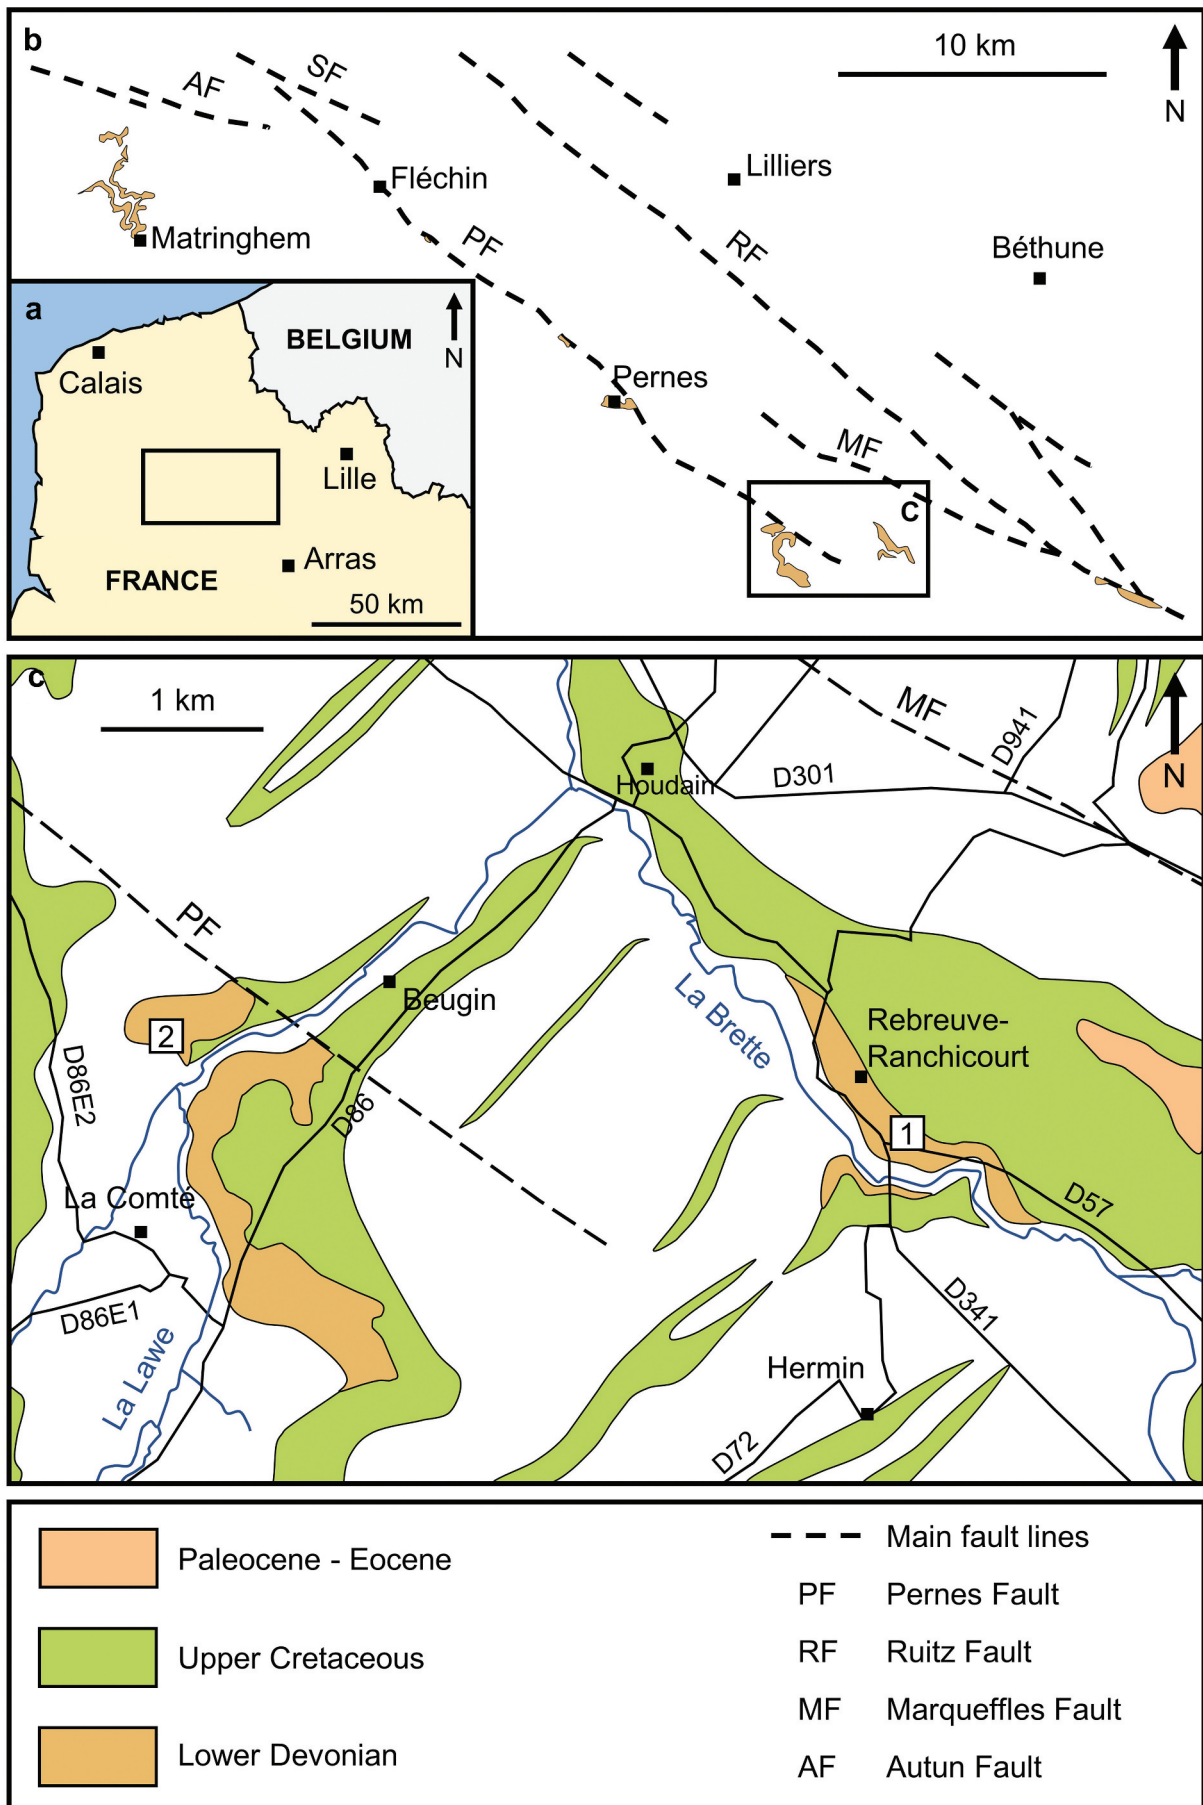 b
10 km
N
AF
SF
Fléchin
Lilliers
Matringhem
PF
RF
Béthune
a
BELGIUM
N
Calais
Lille
Arras
FRANCE
50 km
Pernes
MF
C
c
1 km
MF
D941
N
D301
Houdain
PF
Beugin
La Brette
Rebreuve-
Ranchicourt
2
D86E2
D86
1
La Comté
D57
D86E1
D341
La Lawe
Hermin
D72
Paleocene - Eocene
Upper Cretaceous
Lower Devonian
Main fault lines
PF Pernes Fault
RF Ruitz Fault
MF Marqueffles Fault
AF Autun Fault